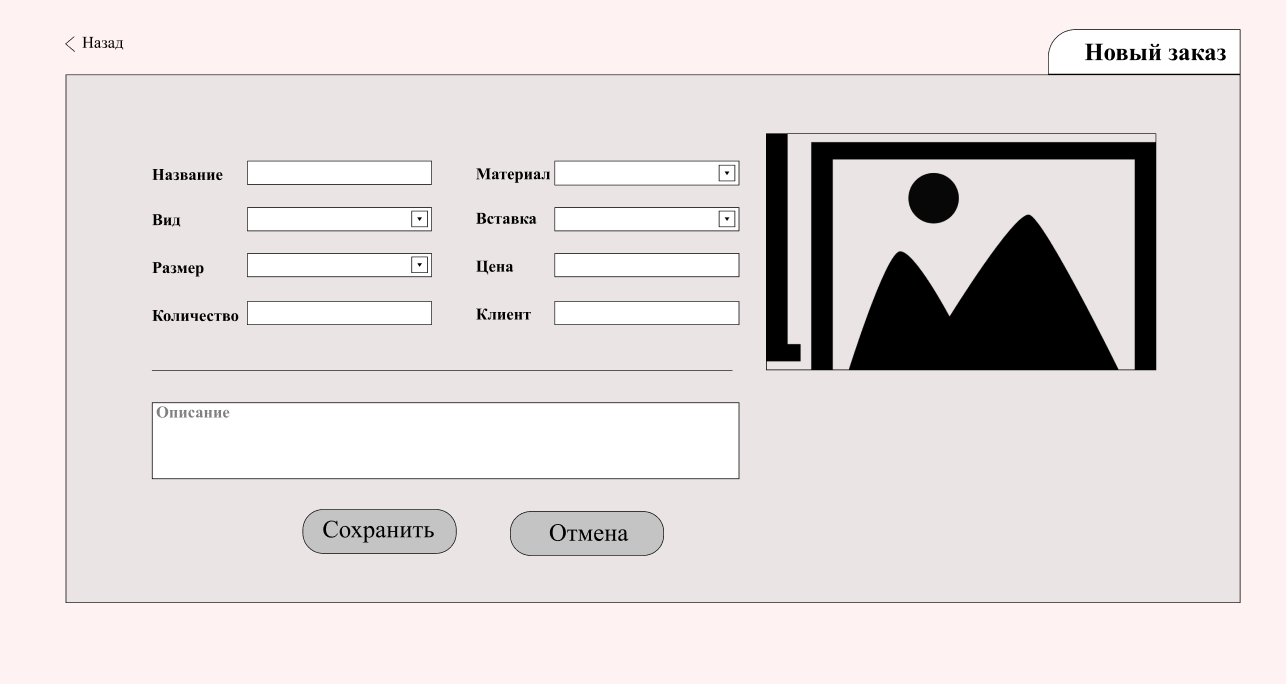 Назад
Новый заказ
Название
Материал
Вид
Вставка
Размер
Цена
Количество
Клиент
Описание
Сохранить
Отмена